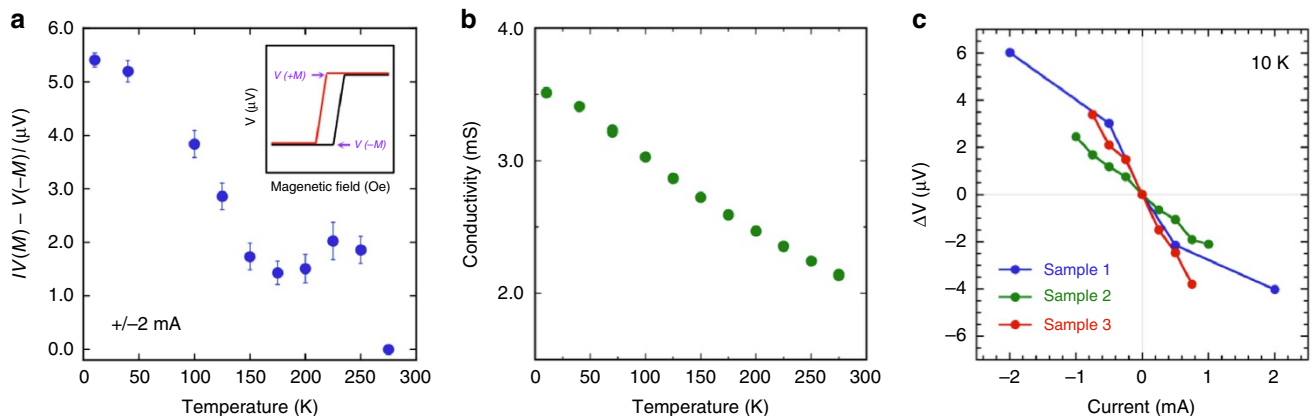 a
6.0
5.0
4.0
3.0
2.0
1.0
0.0
IV(M) – V(–M)I (µV)
0
50
100
150
200
250
300
Temperature (K)
+/–2 mA
V (+M)
V (–M)
V (µV)
Magenetic field (Oe)
b
4.0
3.0
2.0
Conductivity (mS)
0
50
100
150
200
250
300
Temperature (K)
c
6
4
2
0
–2
–4
–6
ΔV (µV)
10 K
Sample 1
Sample 2
Sample 3
–2
–1
0
1
2
Current (mA)